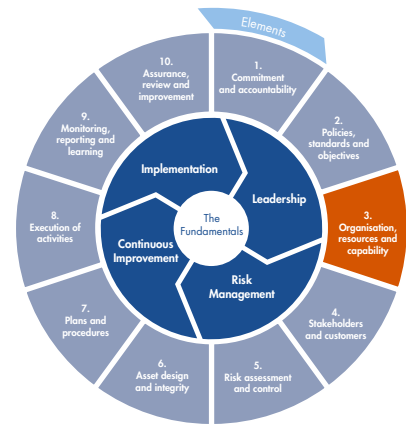 Elements
1.
Commitment
and accountability
2.
Policies,
standards and
objectives
3.
Organisation,
resources and
capability
4.
Stakeholders
and customers
5.
Risk assessment
and control
6.
Asset design
and integrity
7.
Plans and
procedures
8.
Execution of
activities
9.
Monitoring,
reporting and
learning
10.
Assurance,
review and
improvement
Implementation
Leadership
Risk
Management
Continuous
Improvement
The
Fundamentals